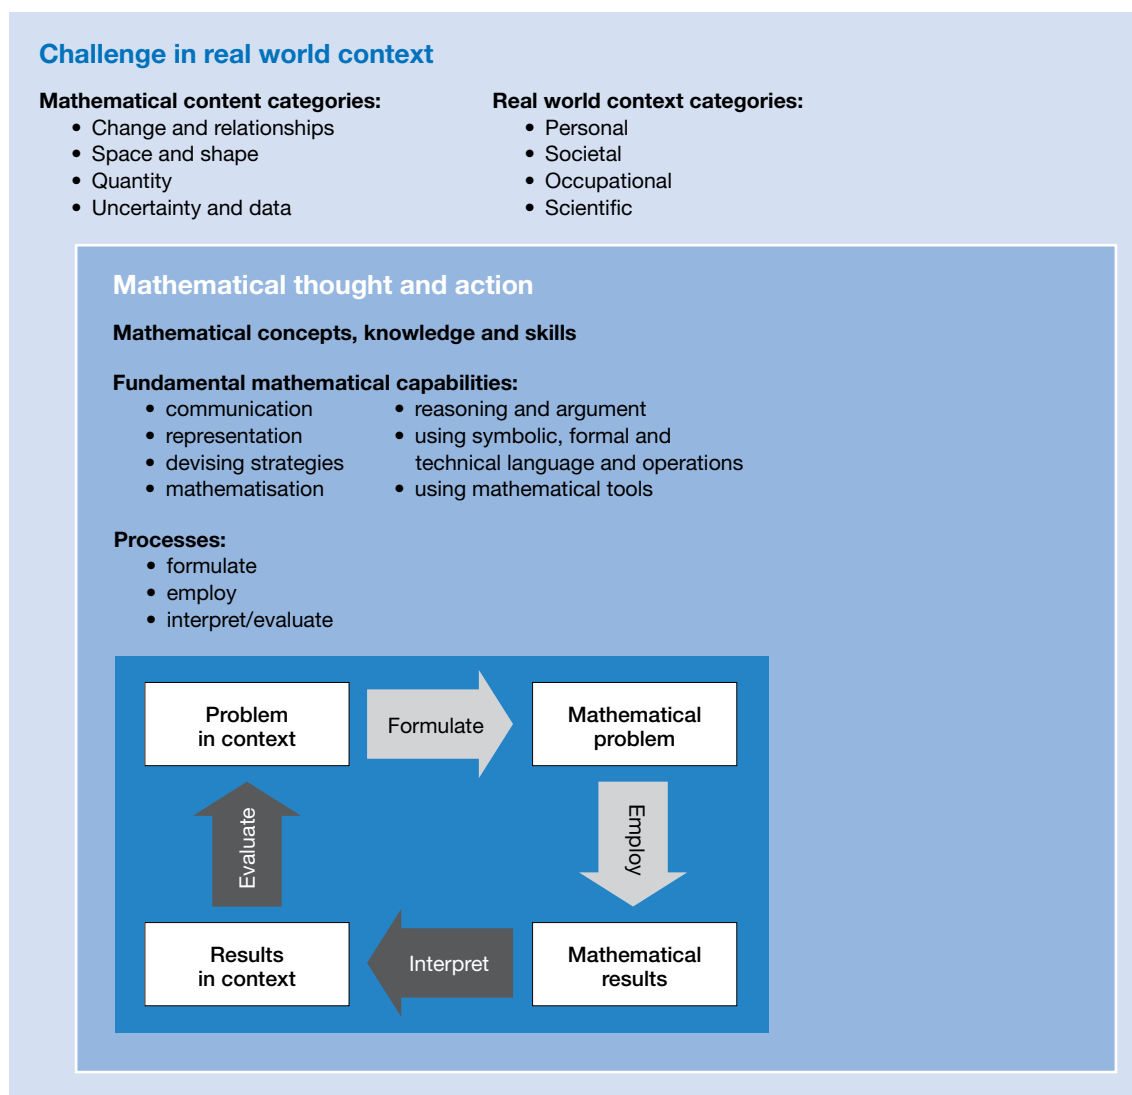 Challenge in real world context
Mathematical content categories:
• Change and relationships
• Space and shape
• Quantity
• Uncertainty and data
Real world context categories:
• Personal
• Societal
• Occupational
• Scientific
Mathematical thought and action
Mathematical concepts, knowledge and skills
Fundamental mathematical capabilities:
• communication
• representation
• devising strategies
• mathematisation
• reasoning and argument
• using symbolic, formal and
technical language and operations
• using mathematical tools
Processes:
• formulate
• employ
• interpret/evaluate
Problem
in context
Formulate
Mathematical
problem
Employ
Mathematical
results
Interpret
Results
in context
Evaluate